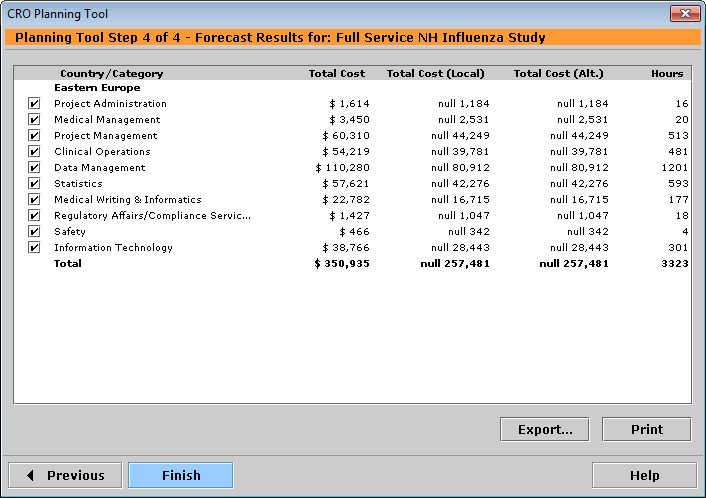 CRO Planning Tool
Planning Tool Step 4 of 4 - Forecast Results for: Full Service NH Influenza Study
Country/Category Total Cost Total Cost (Local) Total Cost (Alt.) Hours
Eastern Europe
Project Administration $ 1,614 null 1,184 null 1,184 16
Medical Management $ 3,450 null 2,531 null 2,531 20
Project Management $ 60,310 null 44,249 null 44,249 513
Clinical Operations $ 54,219 null 39,781 null 39,781 481
Data Management $ 110,280 null 80,912 null 80,912 1201
Statistics $ 57,621 null 42,276 null 42,276 593
Medical Writing & Informatics $ 22,782 null 16,715 null 16,715 177
Regulatory Affairs/Compliance Servic... $ 1,427 null 1,047 null 1,047 18
Safety $ 466 null 342 null 342 4
Information Technology $ 38,766 null 28,443 null 28,443 301
Total $ 350,935 null 257,481 null 257,481 3323
Export... Print
Previous Finish Help